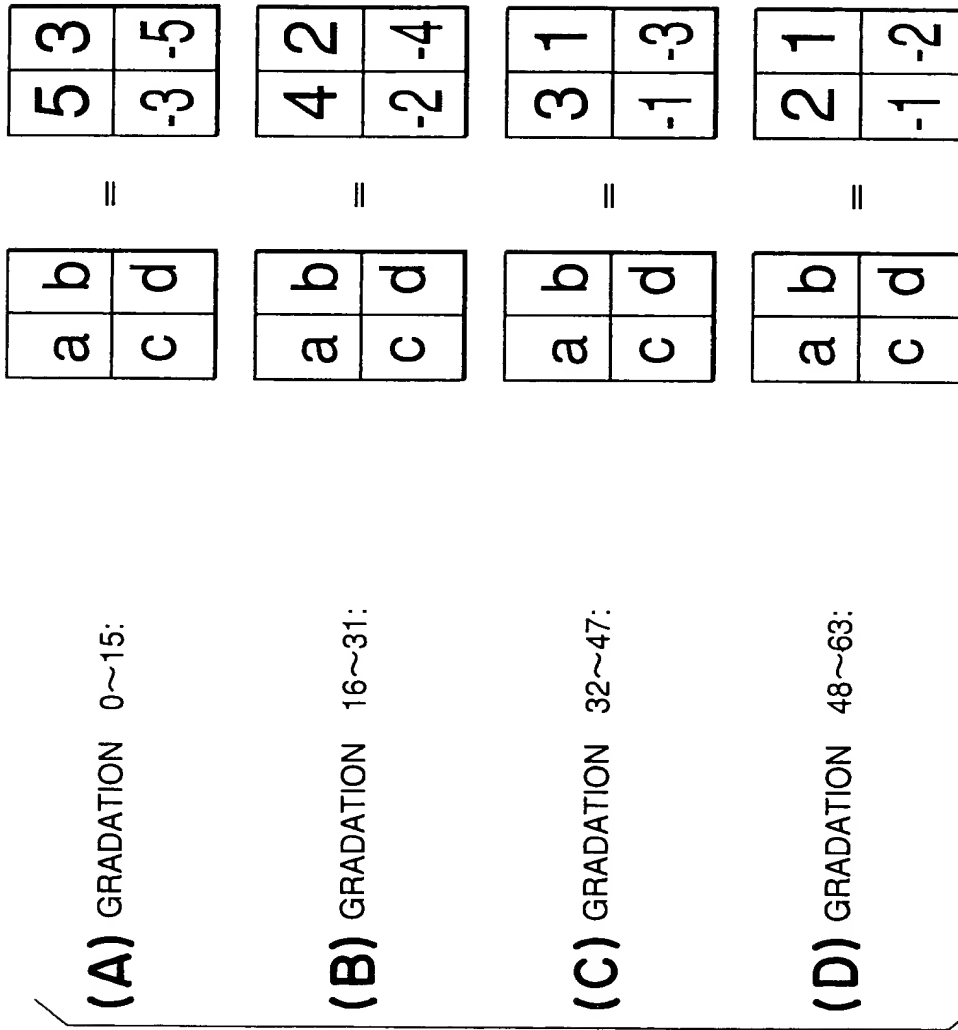 (A) GRADATION 0~15:
a b = 5 3
c d -3 -5
(B) GRADATION 16~31:
a b = 4 2
c d -2 -4
(C) GRADATION 32~47:
a b = 3 1
c d -1 -3
(D) GRADATION 48~63:
a b = 2 1
c d -1 -2